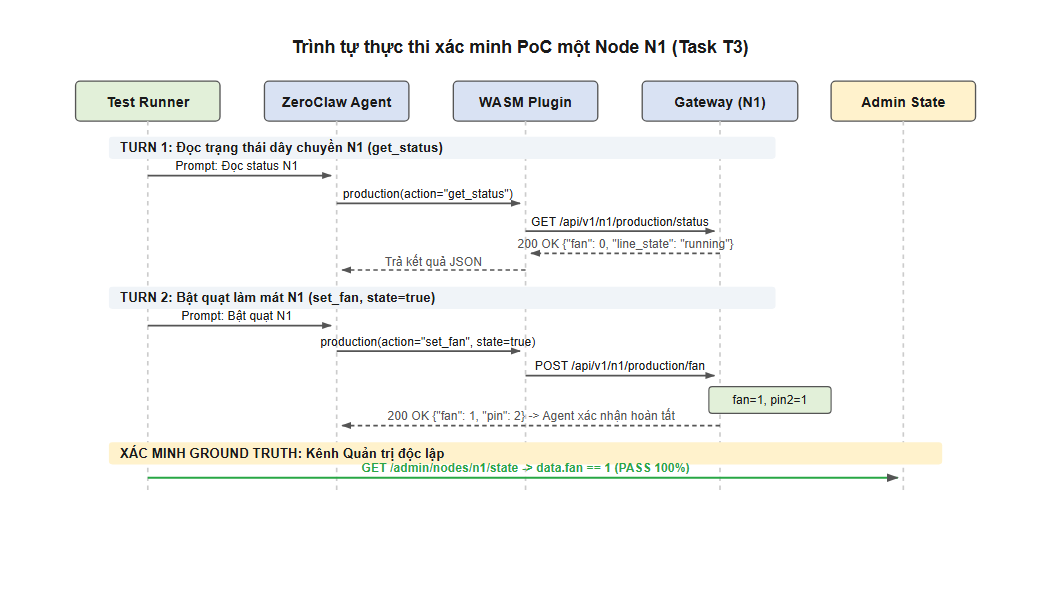 Trình tự thực thi xác minh PoC một Node N1 (Task T3)
Test Runner
ZeroClaw Agent
WASM Plugin
Gateway (N1)
Admin State
TURN 1: Đọc trạng thái dây chuyền N1 (get_status)
Prompt: Đọc status N1
production(action="get_status")
GET /api/v1/n1/production/status
200 OK {"fan": 0, "line_state": "running"}
Trả kết quả JSON
TURN 2: Bật quạt làm mát N1 (set_fan, state=true)
Prompt: Bật quạt N1
production(action="set_fan", state=true)
POST /api/v1/n1/production/fan
fan=1, pin2=1
200 OK {"fan": 1, "pin": 2} -> Agent xác nhận hoàn tất
XÁC MINH GROUND TRUTH: Kênh Quản trị độc lập
GET /admin/nodes/n1/state -> data.fan == 1 (PASS 100%)